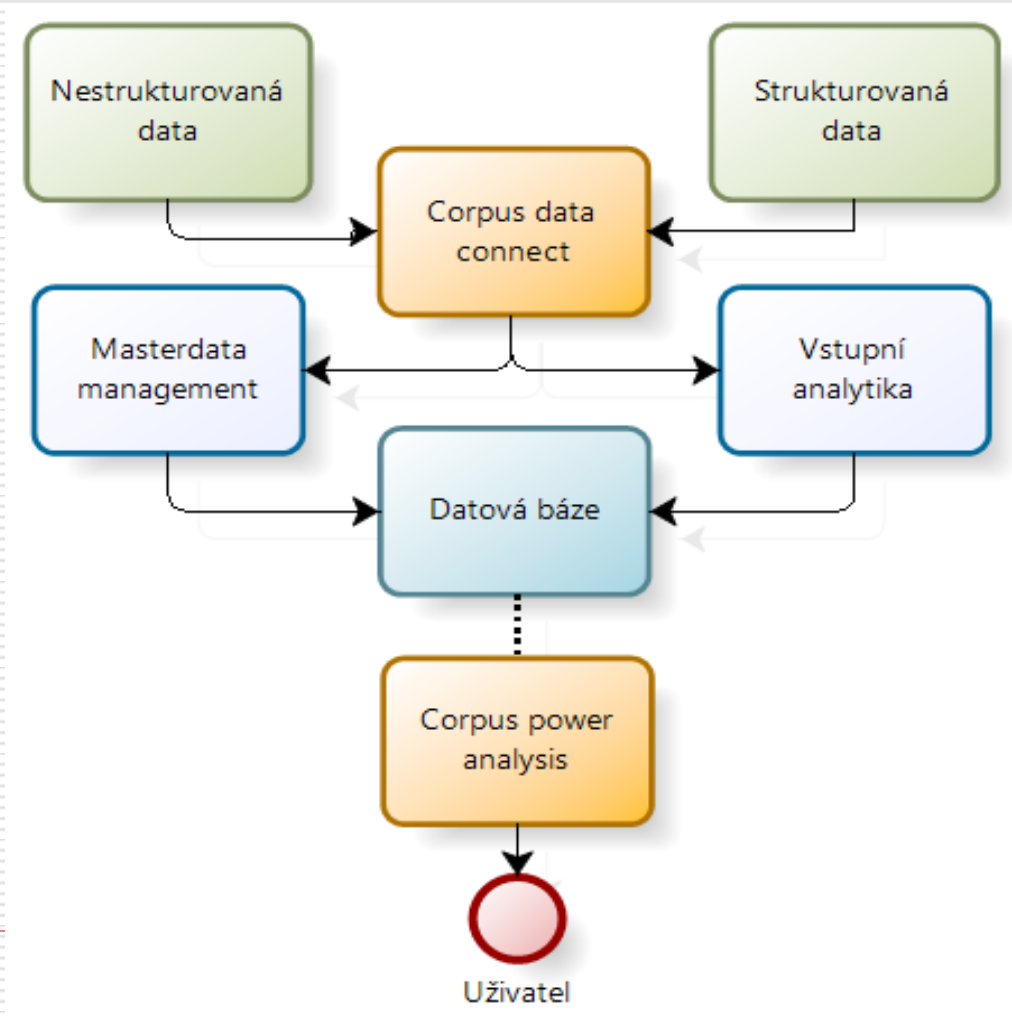 Nestrukturovaná
data
Strukturovaná
data
Corpus data
connect
Masterdata
management
Vstupní
analytika
Datová báze
Corpus power
analysis
Uživatel